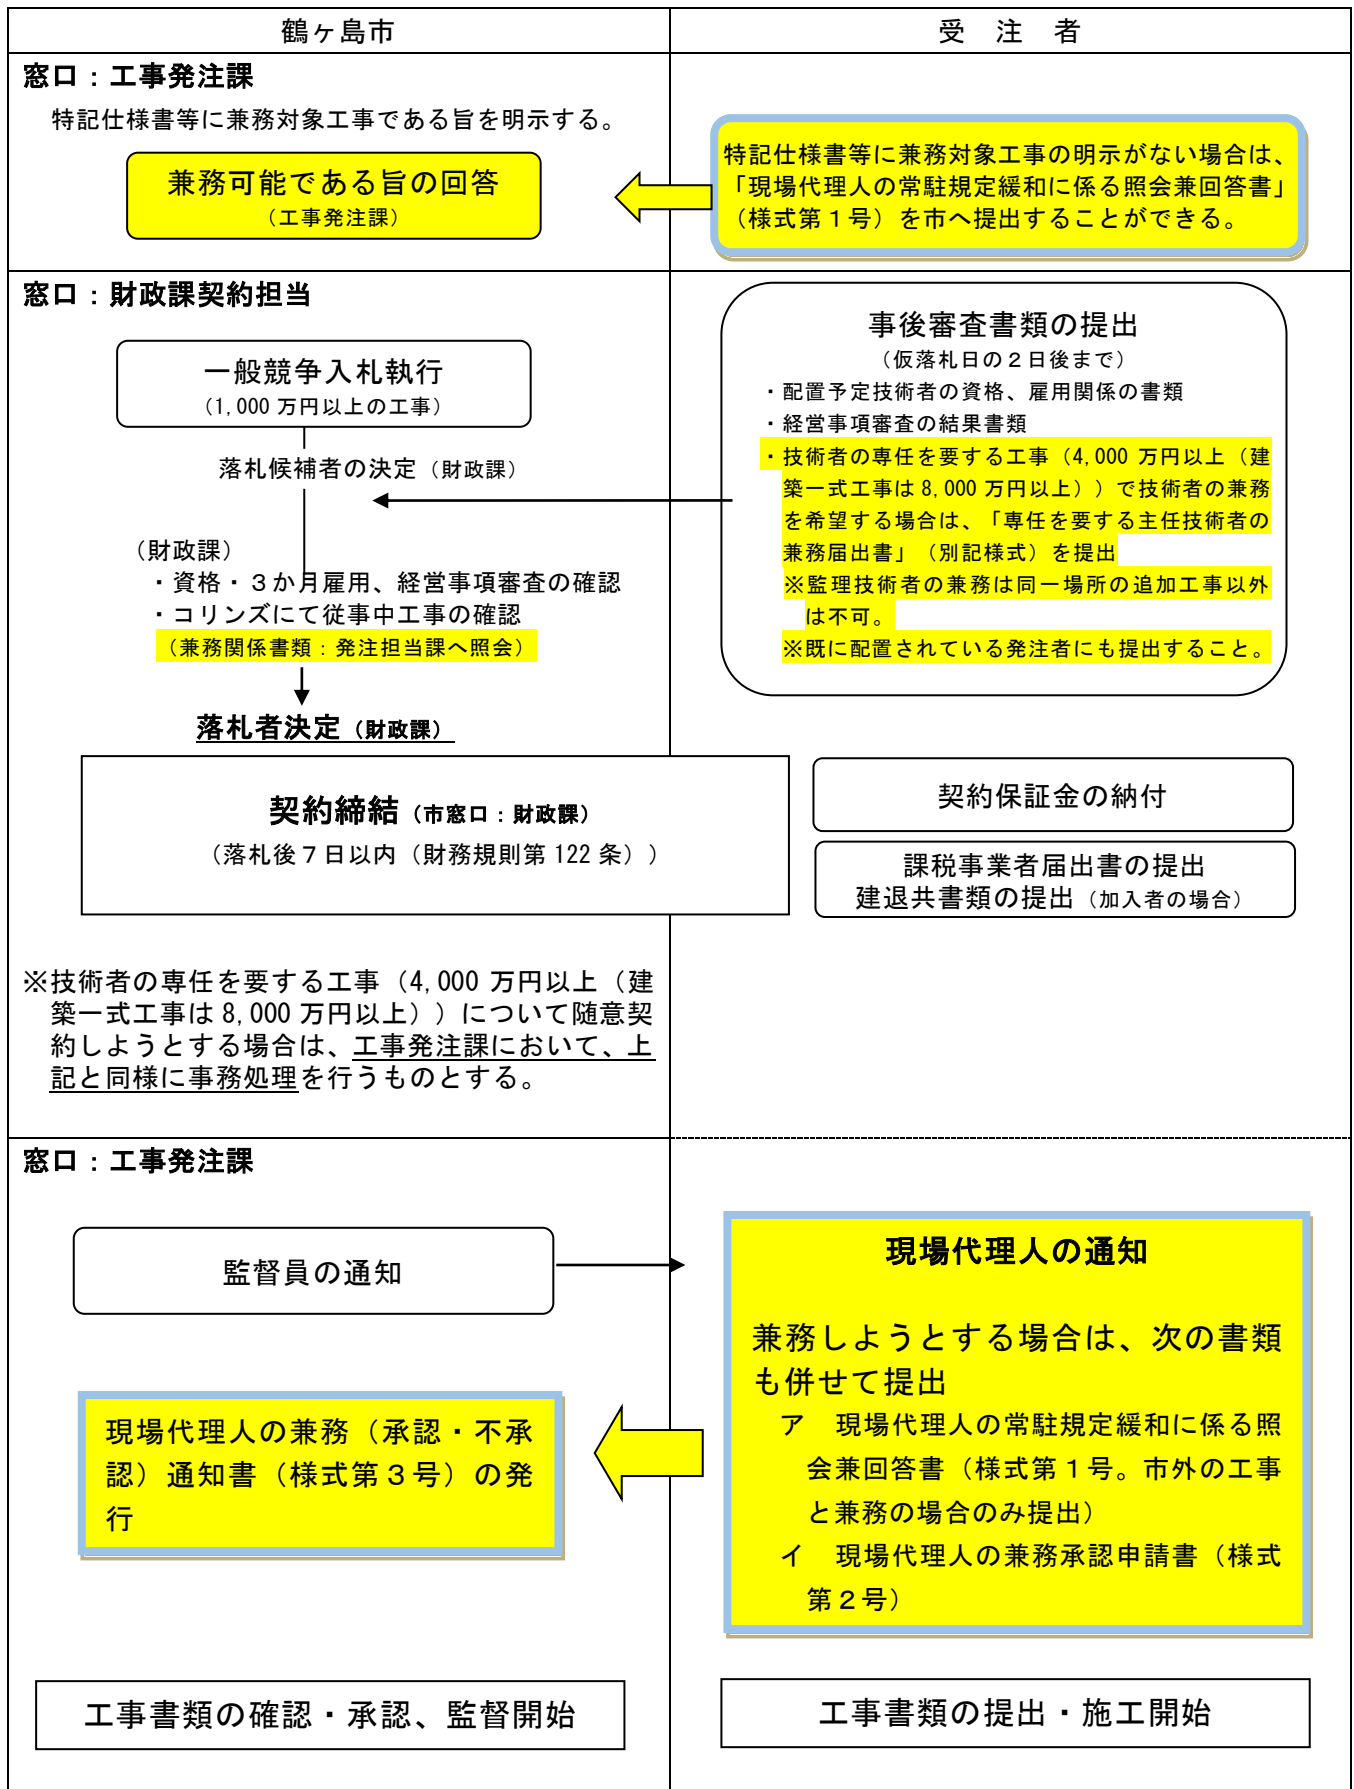 鶴ヶ島市
受　注　者
窓口：工事発注課
特記仕様書等に兼務対象工事である旨を明示する。
兼務可能である旨の回答
（工事発注課）
特記仕様書等に兼務対象工事の明示がない場合は、
「現場代理人の常駐規定緩和に係る照会兼回答書」
（様式第１号）を市へ提出することができる。
窓口：財政課契約担当
一般競争入札執行
（1,000 万円以上の工事）
落札候補者の決定（財政課）
（財政課）
・資格・３か月雇用、経営事項審査の確認
・コリンズにて従事中工事の確認
（兼務関係書類：発注担当課へ照会）
落札者決定（財政課）
事後審査書類の提出
（仮落札日の２日後まで）
・配置予定技術者の資格、雇用関係の書類
・経営事項審査の結果書類
・技術者の専任を要する工事（4,000 万円以上（建
築一式工事は 8,000 万円以上））で技術者の兼務
を希望する場合は、「専任を要する主任技術者の
兼務届出書」（別記様式）を提出
※監理技術者の兼務は同一場所の追加工事以外
は不可。
※既に配置されている発注者にも提出すること。
契約締結（市窓口：財政課）
（落札後７日以内（財務規則第 122 条））
契約保証金の納付
課税事業者届出書の提出
建退共書類の提出（加入者の場合）
※技術者の専任を要する工事（4,000 万円以上（建
築一式工事は 8,000 万円以上））について随意契
約しようとする場合は、工事発注課において、上
記と同様に事務処理を行うものとする。
窓口：工事発注課
監督員の通知
現場代理人の通知
兼務しようとする場合は、次の書類
も併せて提出
ア　現場代理人の常駐規定緩和に係る照
会兼回答書（様式第１号。市外の工事
と兼務の場合のみ提出）
イ　現場代理人の兼務承認申請書（様式
第２号）
現場代理人の兼務（承認・不承
認）通知書（様式第３号）の発
行
工事書類の確認・承認、監督開始
工事書類の提出・施工開始